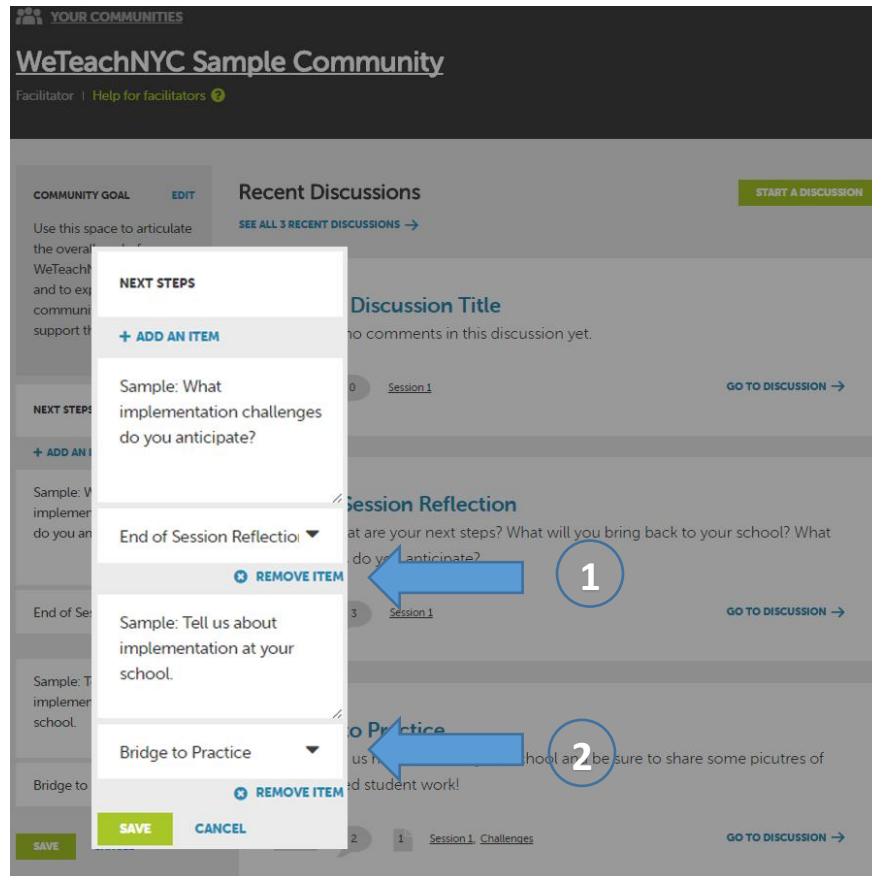 YOUR COMMUNITIES
WeTeachNYC Sample Community
Facilitator | Help for facilitators ?
COMMUNITY GOAL EDIT
Use this space to articulate
the overal
WeTeachN
and to exp
communi
support th
NEXT STEPS
+ ADD AN I
Sample: W
implemen
do you an
End of Ses
Sample: T
implemen
school.
Bridge to
SAVE
NEXT STEPS
+ ADD AN ITEM
Sample: What
implementation challenges
do you anticipate?
End of Session Reflection
REMOVE ITEM
Sample: Tell us about
implementation at your
school.
Bridge to Practice
REMOVE ITEM
SAVE CANCEL
Recent Discussions
START A DISCUSSION
SEE ALL 3 RECENT DISCUSSIONS →
Discussion Title
no comments in this discussion yet.
0 Session 1 GO TO DISCUSSION →
Session Reflection
at are your next steps? What will you bring back to your school? What
do you anticipate?
1
3 Session 1 GO TO DISCUSSION →
to Practice
2
us school and be sure to share some picutres of
ed student work!
2 1 Session 1, Challenges GO TO DISCUSSION →